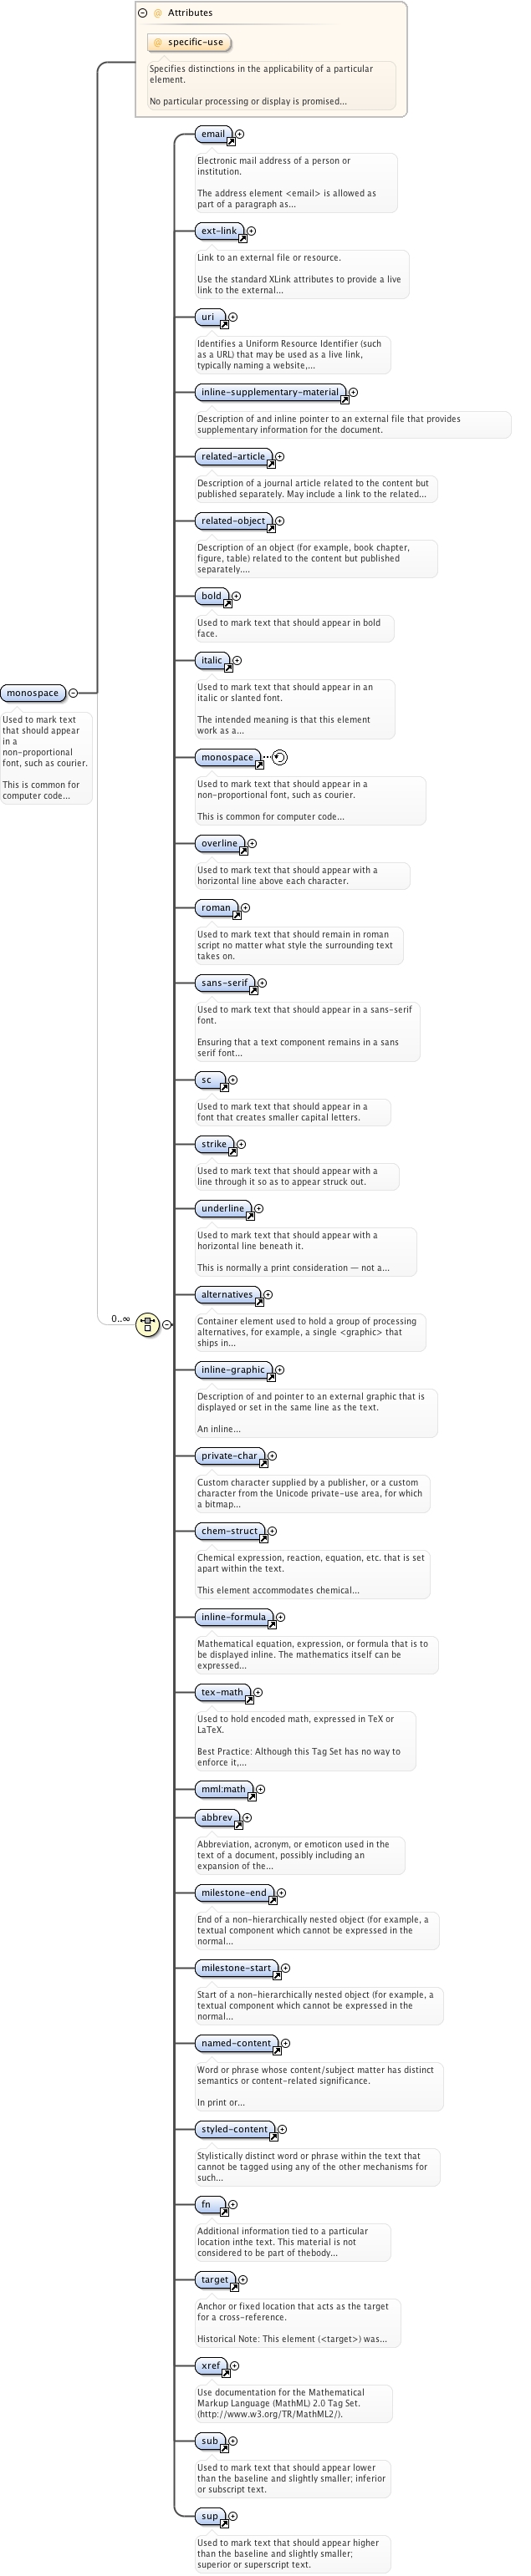 Attributes
@ specific-use
Specifies distinctions in the applicability of a particular
element.
No particular processing or display is promised...
email
Electronic mail address of a person or
institution.
The address element <email> is allowed as
part of a paragraph as...
ext-link
Link to an external file or resource.
Use the standard XLink attributes to provide a live
link to the external...
uri
Identifies a Uniform Resource Identifier (such
as a URL) that may be used as a live link,
typically naming a website,...
inline-supplementary-material
Description of and inline pointer to an external file that provides
supplementary information for the document.
related-article
Description of a journal article related to the content but
published separately. May include a link to the related...
related-object
Description of an object (for example, book chapter,
figure, table) related to the content but published
separately....
bold
Used to mark text that should appear in bold
face.
italic
Used to mark text that should appear in an
italic or slanted font.
The intended meaning is that this element
work as a...
monospace
Used to mark text
that should appear
in a
non-proportional
font, such as courier.
This is common for
computer code...
monospace
Used to mark text that should appear in a
non-proportional font, such as courier.
This is common for computer code...
overline
Used to mark text that should appear with a
horizontal line above each character.
roman
Used to mark text that should remain in roman
script no matter what style the surrounding text
takes on.
sans-serif
Used to mark text that should appear in a sans-serif
font.
Ensuring that a text component remains in a sans
serif font...
sc
Used to mark text that should appear in a
font that creates smaller capital letters.
strike
Used to mark text that should appear with a
line through it so as to appear struck out.
underline
Used to mark text that should appear with a
horizontal line beneath it.
This is normally a print consideration — not a...
0..∞
alternatives
Container element used to hold a group of processing
alternatives, for example, a single <graphic> that
ships in...
inline-graphic
Description of and pointer to an external graphic that is
displayed or set in the same line as the text.
An inline...
private-char
Custom character supplied by a publisher, or a custom
character from the Unicode private-use area, for which
a bitmap...
chem-struct
Chemical expression, reaction, equation, etc. that is set
apart within the text.
This element accommodates chemical...
inline-formula
Mathematical equation, expression, or formula that is to
be displayed inline. The mathematics itself can be
expressed...
tex-math
Used to hold encoded math, expressed in TeX or
LaTeX.
Best Practice: Although this Tag Set has no way to
enforce it,...
mml:math
abbrev
Abbreviation, acronym, or emoticon used in the
text of a document, possibly including an
expansion of the...
milestone-end
End of a non-hierarchically nested object (for example, a
textual component which cannot be expressed in the
normal...
milestone-start
Start of a non-hierarchically nested object (for example, a
textual component which cannot be expressed in the
normal...
named-content
Word or phrase whose content/subject matter has distinct
semantics or content-related significance.
In print or...
styled-content
Stylistically distinct word or phrase within the text that
cannot be tagged using any of the other mechanisms for
such...
fn
Additional information tied to a particular
location inthe text. This material is not
considered to be part of thebody...
target
Anchor or fixed location that acts as the target
for a cross-reference.
Historical Note: This element (<target>) was...
xref
Use documentation for the Mathematical
Markup Language (MathML) 2.0 Tag Set.
(http://www.w3.org/TR/MathML2/).
sub
Used to mark text that should appear lower
than the baseline and slightly smaller; inferior
or subscript text.
sup
Used to mark text that should appear higher
than the baseline and slightly smaller;
superior or superscript text.